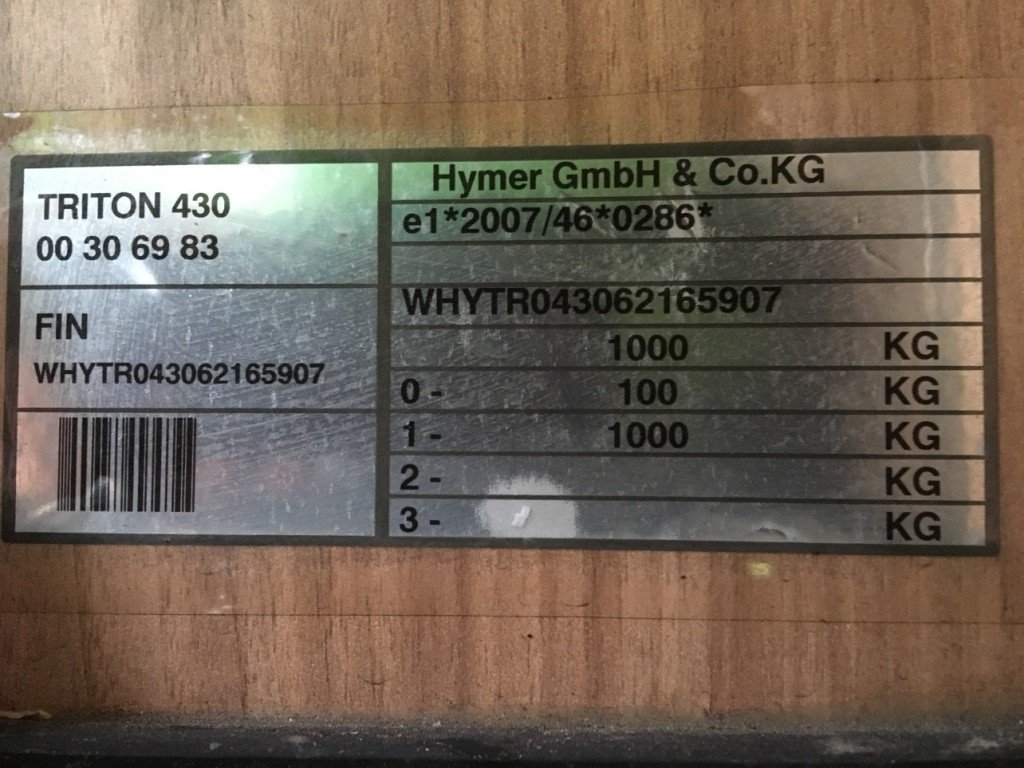 TRITON 430
00 30 69 83
FIN
WHYTR043062165907
Hymer GmbH & Co.KG
e1*2007/46*0286*
WHYTR043062165907
1000 KG
0 - 100 KG
1 - 1000 KG
2 - KG
3 - KG